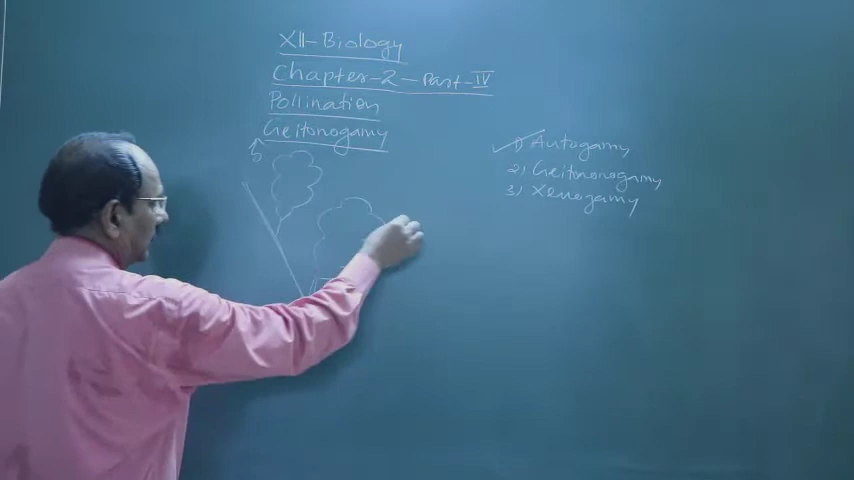 XII-Biology
Chapter-2-Part-IV
Pollination
Geitonogamy
1) Autogamy
2) Geitonogamy
3) Xenogamy